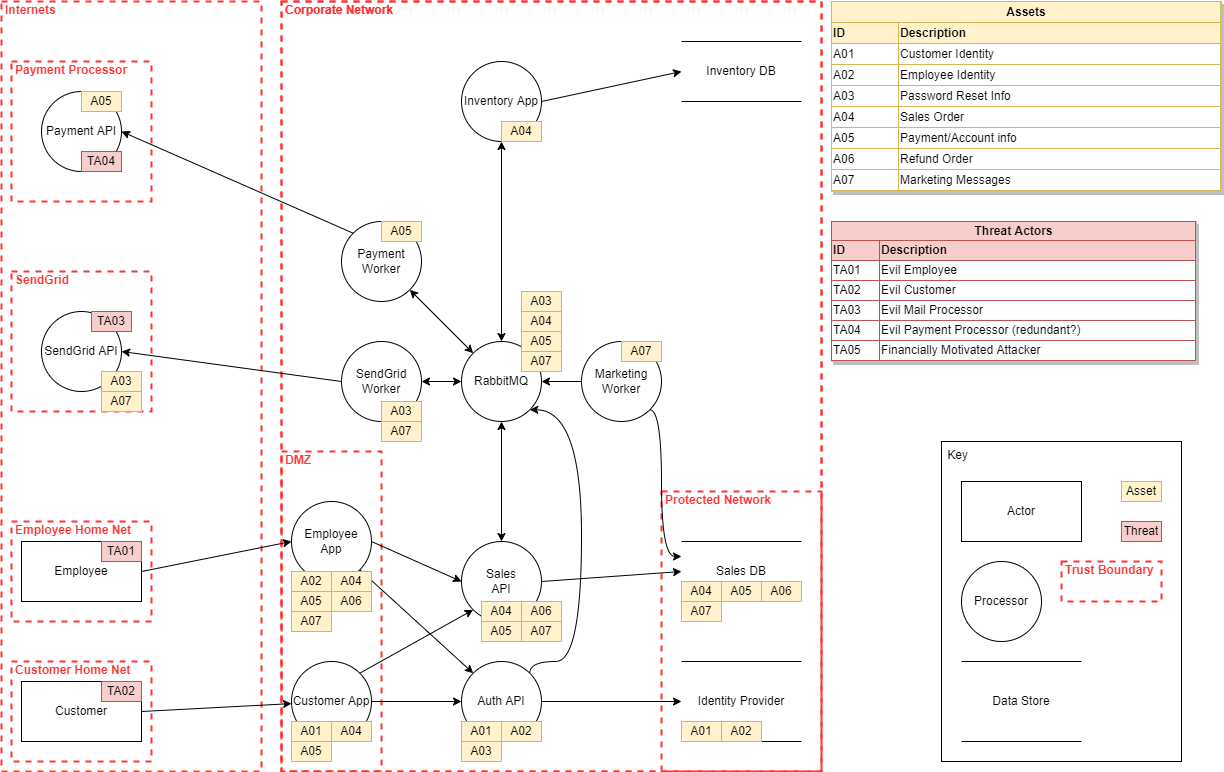 Internets
Payment Processor
A05
Payment API
TA04
SendGrid
TA03
SendGrid API
A03
A07
Employee Home Net
TA01
Employee
Customer Home Net
TA02
Customer
Corporate Network
Inventory App
A04
Inventory DB
A05
Payment
Worker
A03
A04
A05
A07
RabbitMQ
SendGrid
Worker
A03
A07
A07
Marketing
Worker
DMZ
Employee
App
A02 A04
A05 A06
A07
Customer App
A01 A04
A05
Sales
API
A04 A06
A05 A07
Auth API
A01 A02
A03
Protected Network
Sales DB
A04 A05 A06
A07
Identity Provider
A01 A02
Assets
ID Description
A01 Customer Identity
A02 Employee Identity
A03 Password Reset Info
A04 Sales Order
A05 Payment/Account info
A06 Refund Order
A07 Marketing Messages
Threat Actors
ID Description
TA01 Evil Employee
TA02 Evil Customer
TA03 Evil Mail Processor
TA04 Evil Payment Processor (redundant?)
TA05 Financially Motivated Attacker
Key
Actor
Asset
Threat
Trust Boundary
Processor
Data Store